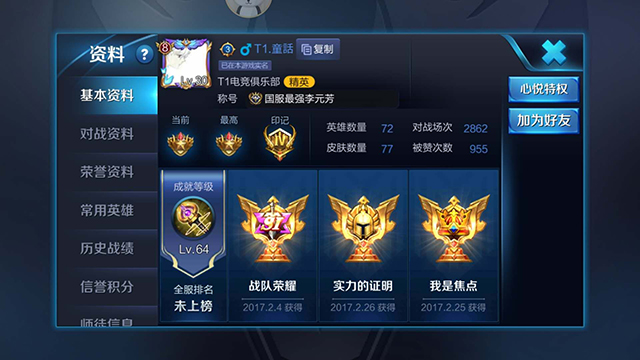 资料
?
基本资料
对战资料
荣誉资料
常用英雄
历史战绩
信誉积分
师徒信息
8
Lv.30
3
T1.童話
复制
已在本游戏实名
T1电竞俱乐部
精英
称号
国服最强李元芳
当前
最高
印记
IV
英雄数量 72
对战场次 2862
皮肤数量 77
被赞次数 955
心悦特权
加为好友
成就等级
Lv.64
全服排名
未上榜
战队荣耀
2017.2.4 获得
实力的证明
2017.2.26 获得
我是焦点
2017.2.25 获得